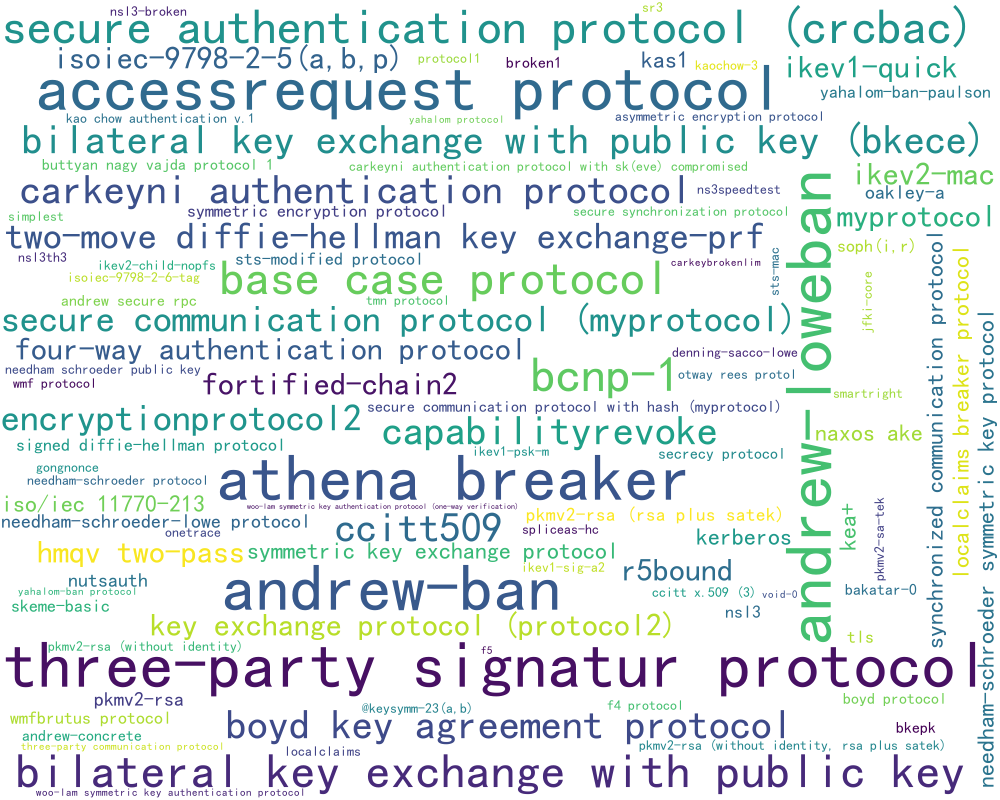 nsl3-broken
sr3
secure authentication protocol (crcbac)
isoiec-9798-2-5(a,b,p)
protocol1
broken1
kas1
kaochow-3
ikev1-quick
accessrequest protocol
yahalom-ban-paulson
kao chow authentication v.1
yahalom protocol
asymmetric encryption protocol
bilateral key exchange with public key (bkece)
buttyan nagy vajda protocol 1
carkeyni authentication protocol with sk(eve) compromised
ikev2-mac
carkeyni authentication protocol
ns3speedtest
oakley-a
simplest
symmetric encryption protocol
secure synchronization protocol
myprotocol
two-move diffie-hellman key exchange-prf
soph(i,r)
nsl3th3
ikev2-child-nopfs
sts-modified protocol
carkeybrokenlim
sts-mac
isoiec-9798-2-6-tag
base case protocol
andrew secure rpc
tmn protocol
jfki-core
secure communication protocol (myprotocol)
andrew-loweban
synchronized communication protocol
localclaims breaker protocol
needham-schroeder symmetric key protocol
four-way authentication protocol
denning-sacco-lowe
needham schroeder public key
bcnp-1
otway rees protol
wmf protocol
fortified-chain2
smartright
encryptionprotocol2
secure communication protocol with hash (myprotocol)
capabilityrevoke
naxos ake
signed diffie-hellman protocol
ikev1-psk-m
secrecy protocol
gongnonce
needham-schroeder protocol
athena breaker
iso/iec 11770-213
woo-lam symmetric key authentication protocol (one-way verification)
pkmv2-rsa (rsa plus satek)
kea+
pkmv2-sa-tek
needham-schroeder-lowe protocol
onetrace
ccitt509
spliceas-hc
kerberos
hmqv two-pass
symmetric key exchange protocol
ikev1-sig-a2
r5bound
nutsauth
yahalom-ban protocol
andrew-ban
ccitt x.509 (3)
void-0
bakatar-0
skeme-basic
nsl3
key exchange protocol (protocol2)
tls
pkmv2-rsa (without identity)
f5
three-party signatur protocol
pkmv2-rsa
@keysymm-23(a,b)
f4 protocol
boyd protocol
wmfbrutus protocol
boyd key agreement protocol
bkepk
andrew-concrete
three-party communication protocol
localclaims
pkmv2-rsa (without identity, rsa plus satek)
bilateral key exchange with public key
woo-lam symmetric key authentication protocol